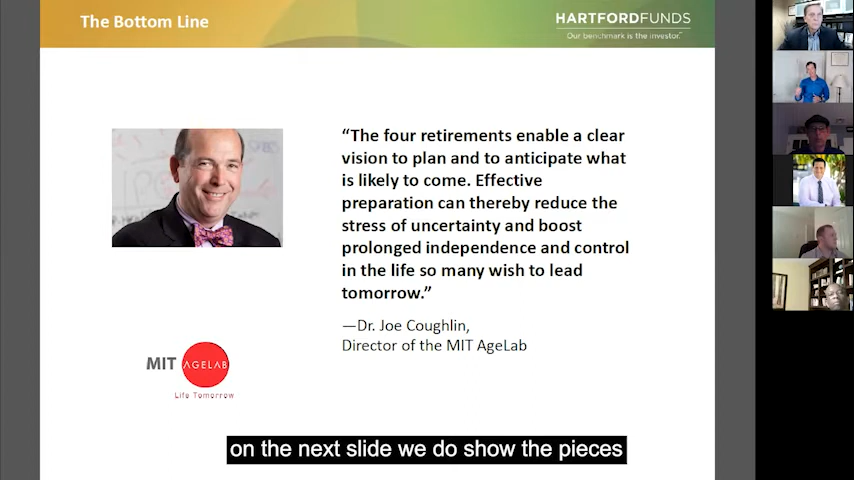 The Bottom Line
HARTFORDFUNDS
Our benchmark is the investor.™
“The four retirements enable a clear
vision to plan and to anticipate what
is likely to come. Effective
preparation can thereby reduce the
stress of uncertainty and boost
prolonged independence and control
in the life so many wish to lead
tomorrow.”
—Dr. Joe Coughlin,
Director of the MIT AgeLab
MIT AGELAB
Life Tomorrow
on the next slide we do show the pieces